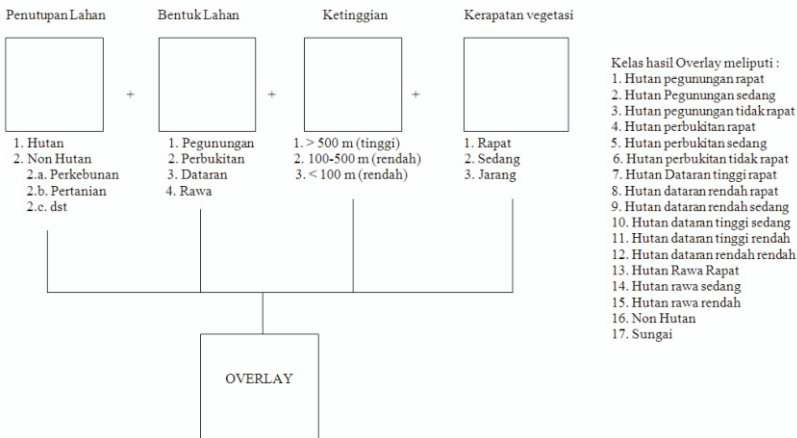 Penutupan Lahan
Bentuk Lahan
Ketinggian
Kerapatan vegetasi
+
+
+
1. Hutan
2. Non Hutan
2.a. Perkebunan
2.b. Pertanian
2.c. dst
1. Pegunungan
2. Perbukitan
3. Dataran
4. Rawa
1. > 500 m (tinggi)
2. 100-500 m (rendah)
3. < 100 m (rendah)
1. Rapat
2. Sedang
3. Jarang
OVERLAY
Kelas hasil Overlay meliputi :
1. Hutan pegunungan rapat
2. Hutan Pegunungan sedang
3. Hutan pegunungan tidak rapat
4. Hutan perbukitan rapat
5. Hutan perbukitan sedang
6. Hutan perbukitan tidak rapat
7. Hutan Dataran tinggi rapat
8. Hutan dataran rendah rapat
9. Hutan dataran rendah sedang
10. Hutan dataran tinggi sedang
11. Hutan dataran tinggi rendah
12. Hutan dataran rendah rendah
13. Hutan Rawa Rapat
14. Hutan rawa sedang
15. Hutan rawa rendah
16. Non Hutan
17. Sungai